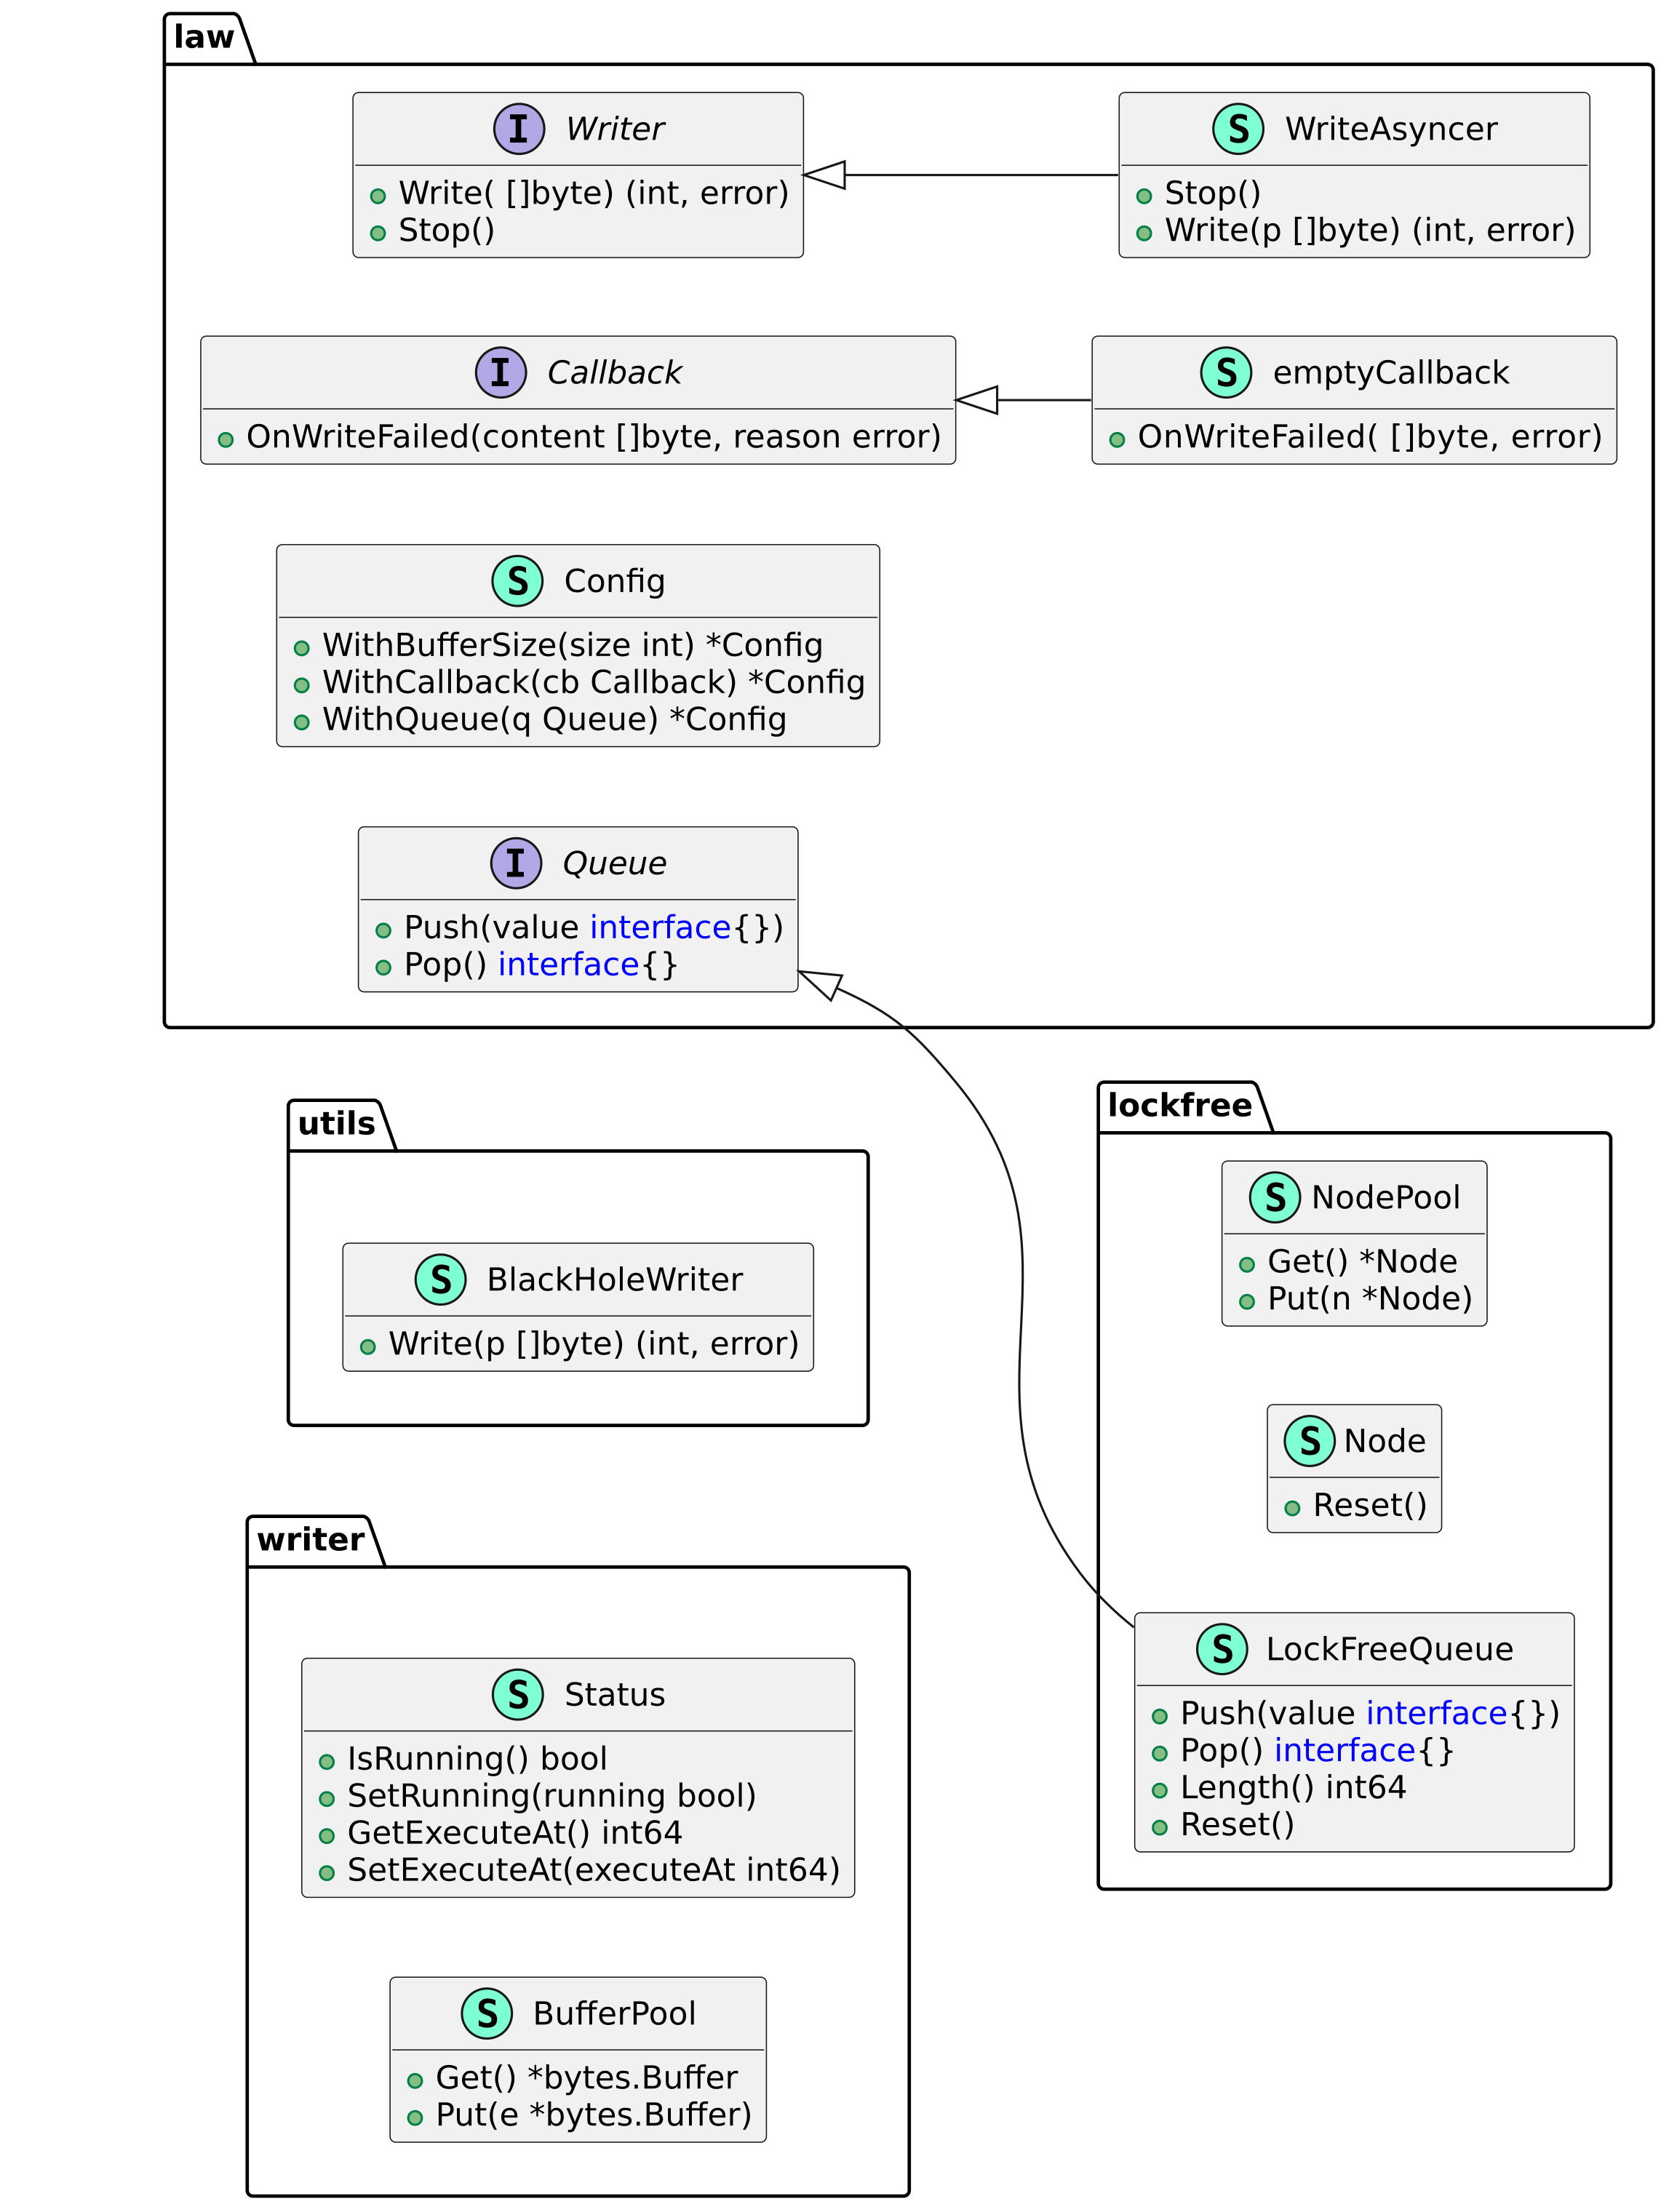 law
I Writer
Write( []byte) (int, error)
Stop()
S WriteAsyncer
Stop()
Write(p []byte) (int, error)
I Callback
OnWriteFailed(content []byte, reason error)
S emptyCallback
OnWriteFailed( []byte, error)
S Config
WithBufferSize(size int) *Config
WithCallback(cb Callback) *Config
WithQueue(q Queue) *Config
I Queue
Push(value interface{})
Pop() interface{}
utils
S BlackHoleWriter
Write(p []byte) (int, error)
lockfree
S NodePool
Get() *Node
Put(n *Node)
S Node
Reset()
S LockFreeQueue
Push(value interface{})
Pop() interface{}
Length() int64
Reset()
writer
S Status
IsRunning() bool
SetRunning(running bool)
GetExecuteAt() int64
SetExecuteAt(executeAt int64)
S BufferPool
Get() *bytes.Buffer
Put(e *bytes.Buffer)